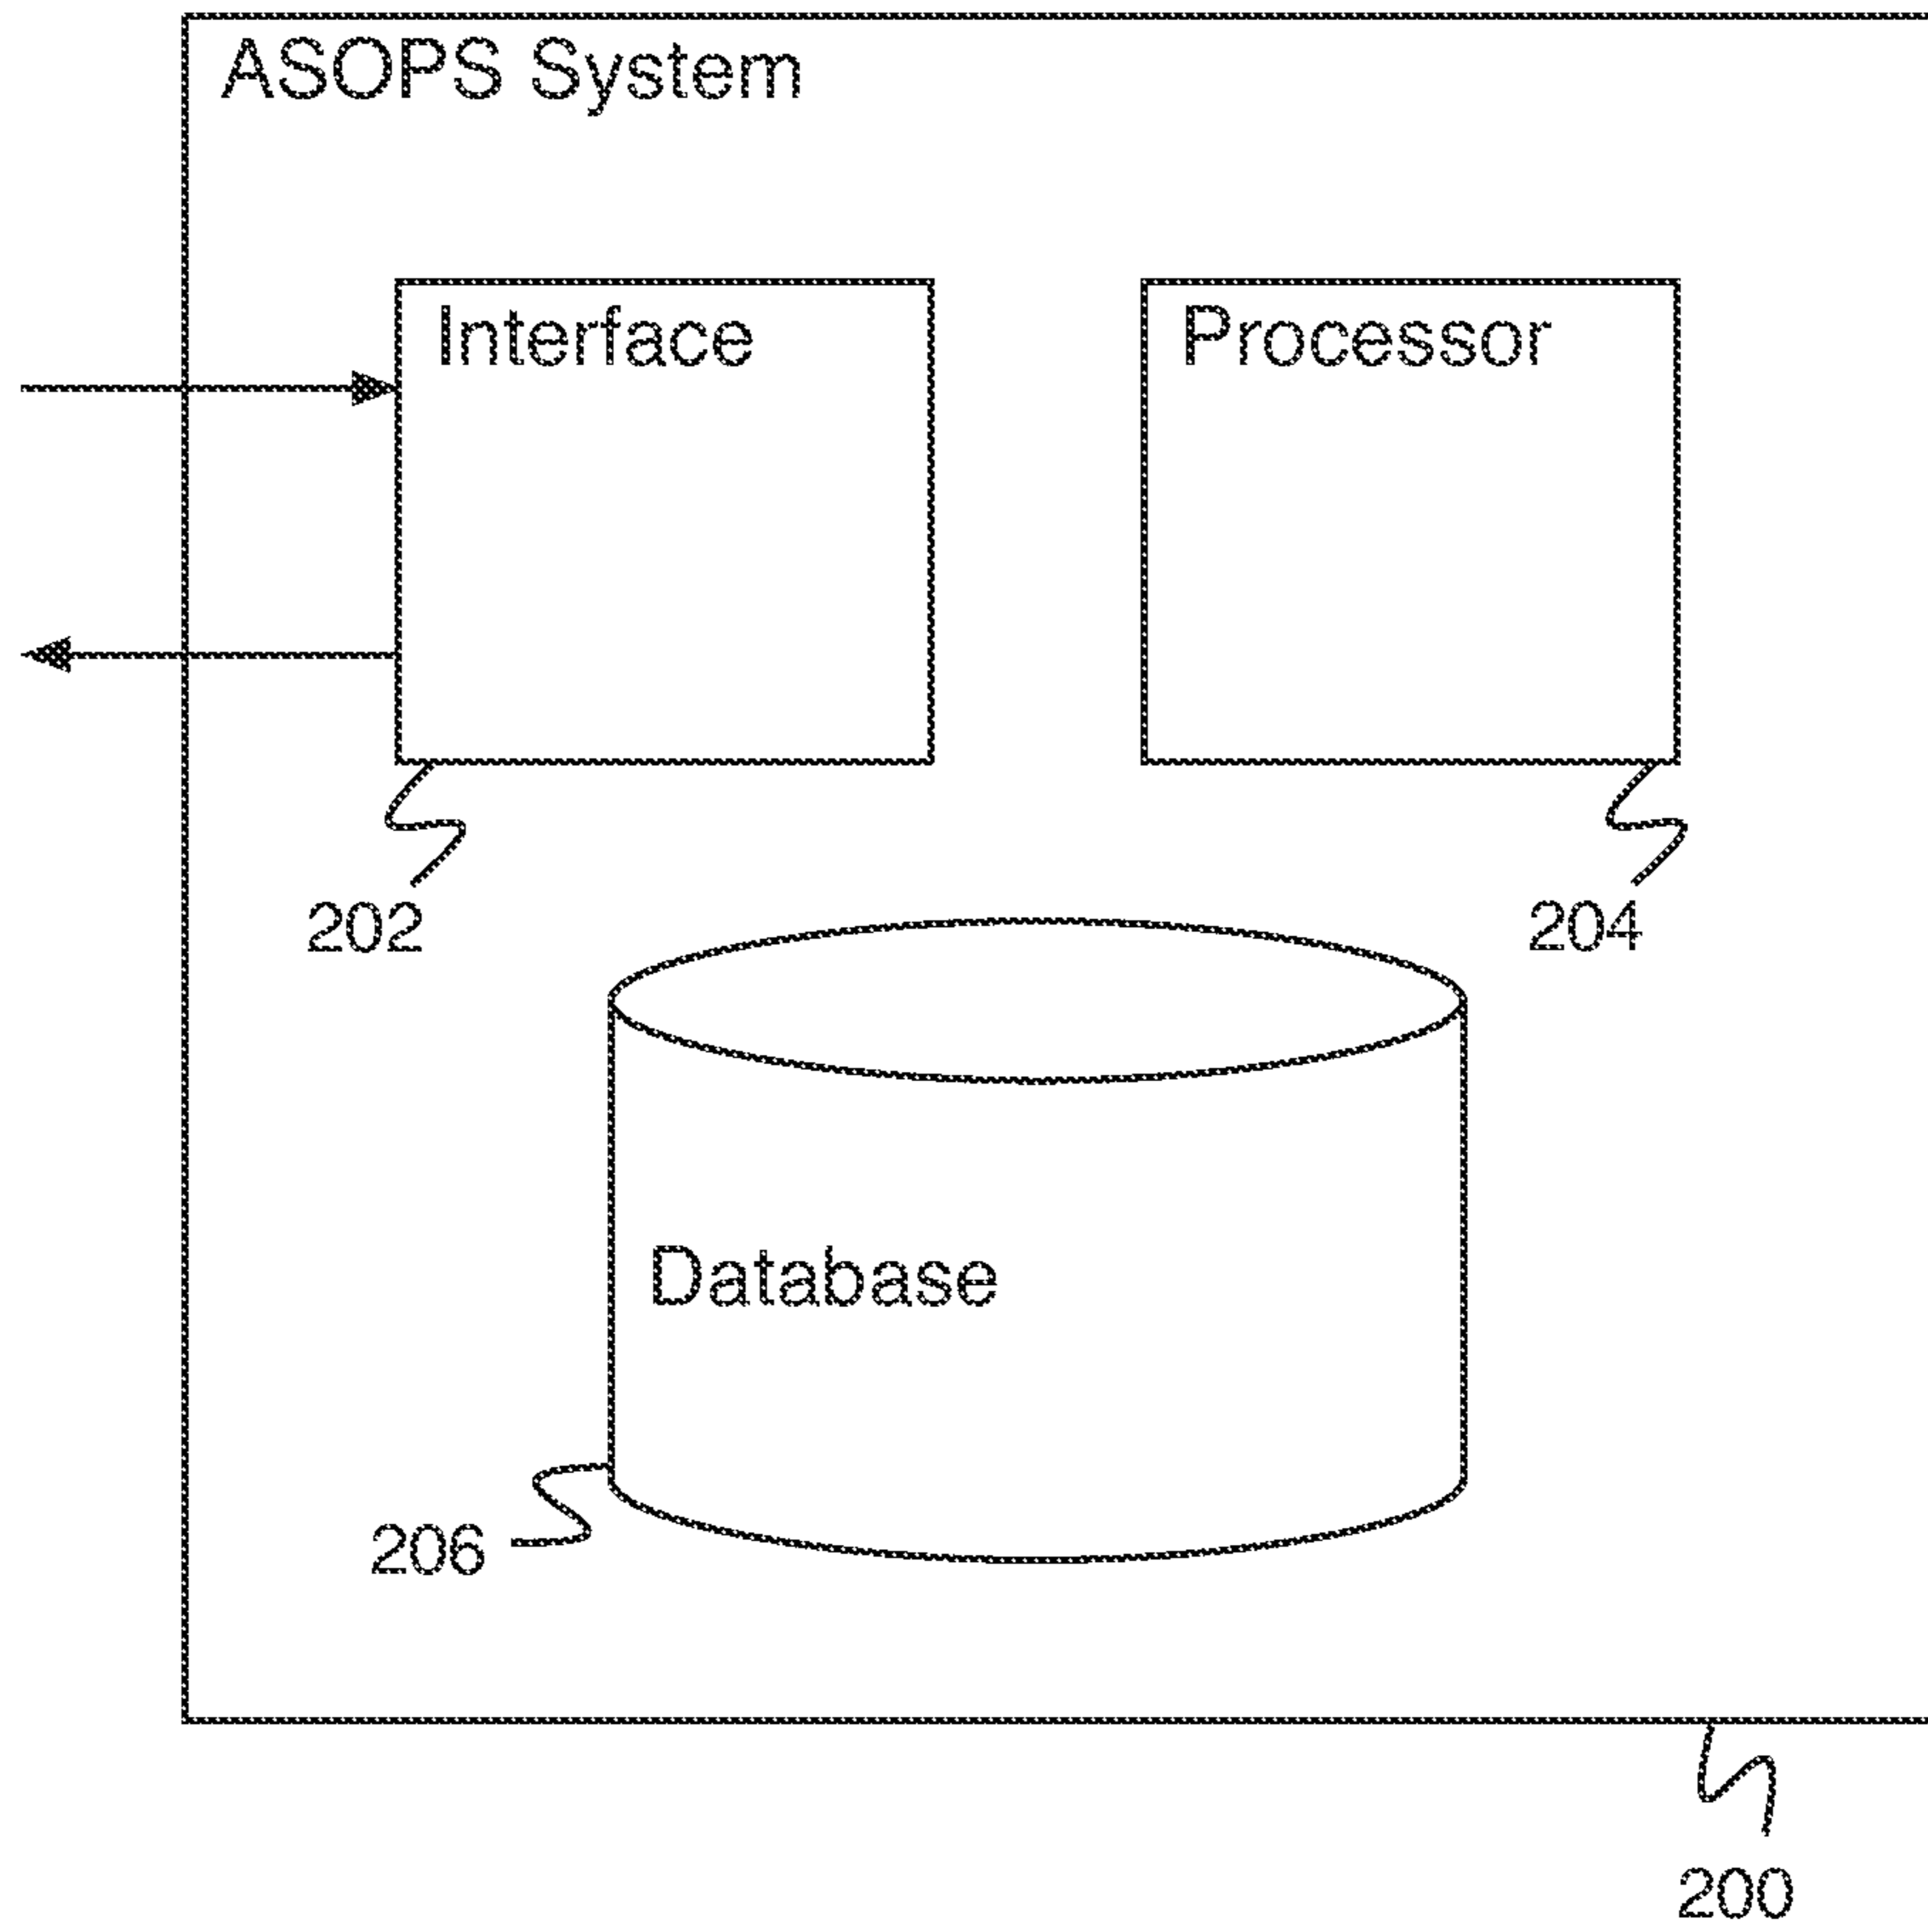 ASOPS System
Interface
Processor
202
204
Database
206
200